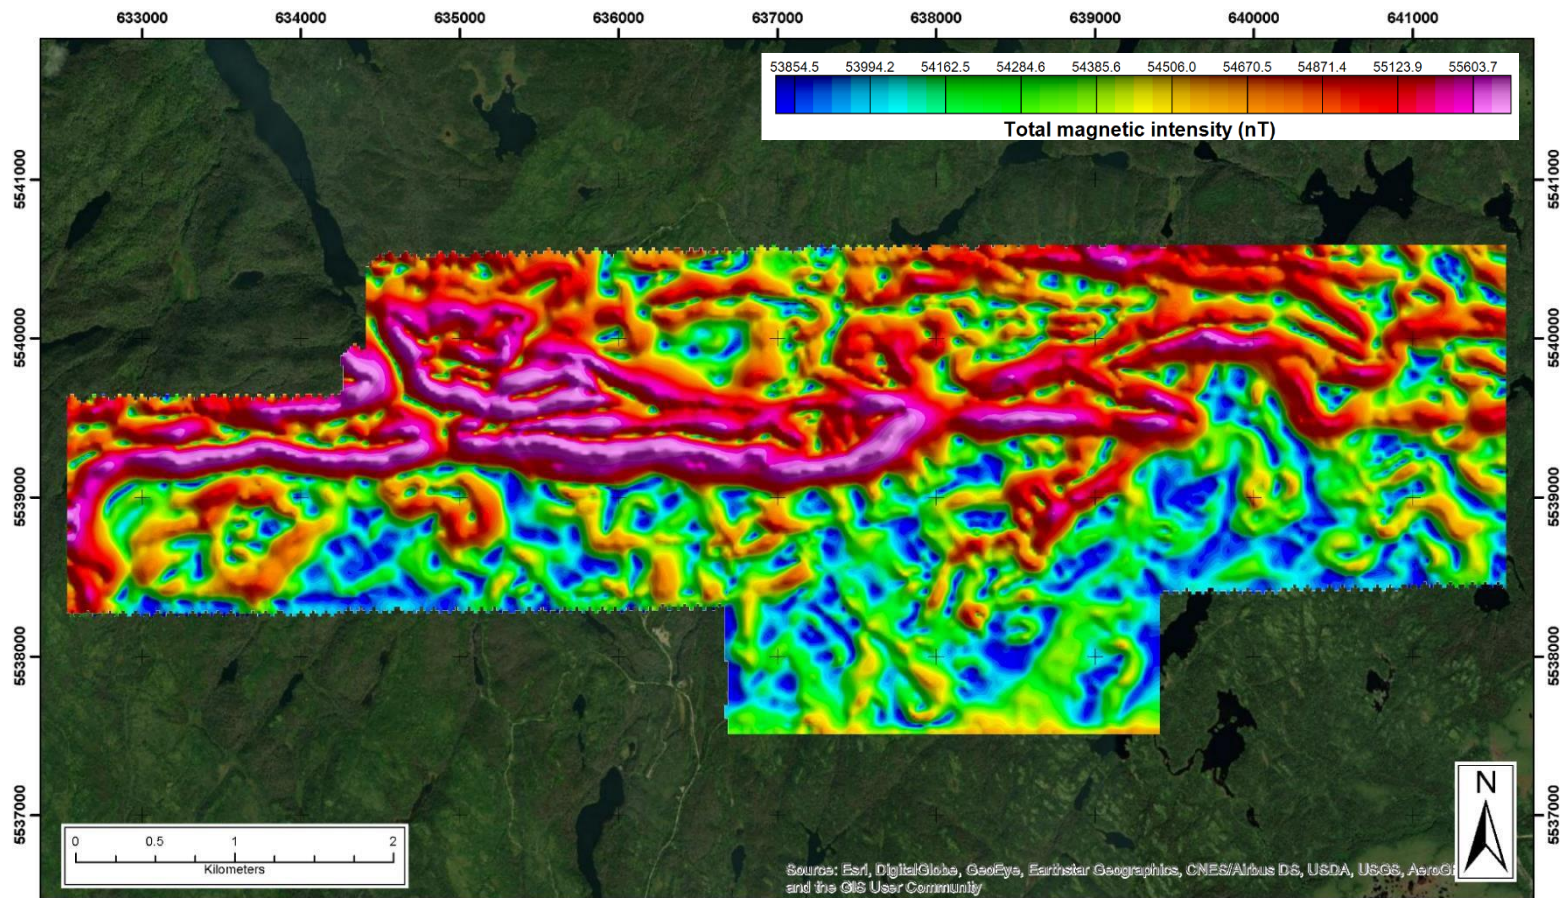 633000 634000 635000 636000 637000 638000 639000 640000 641000
53854.5 53994.2 54162.5 54284.6 54385.6 54506.0 54670.5 54871.4 55123.9 55603.7
Total magnetic intensity (nT)
5541000 5541000
5540000 5540000
5539000 5539000
5538000 5538000
5537000 5537000
N
0 0.5 1 2
Kilometers
Source: Esri, DigitalGlobe, GeoEye, Earthstar Geographics, CNES/Airbus DS, USDA, USGS, AeroG
and the GIS User Community